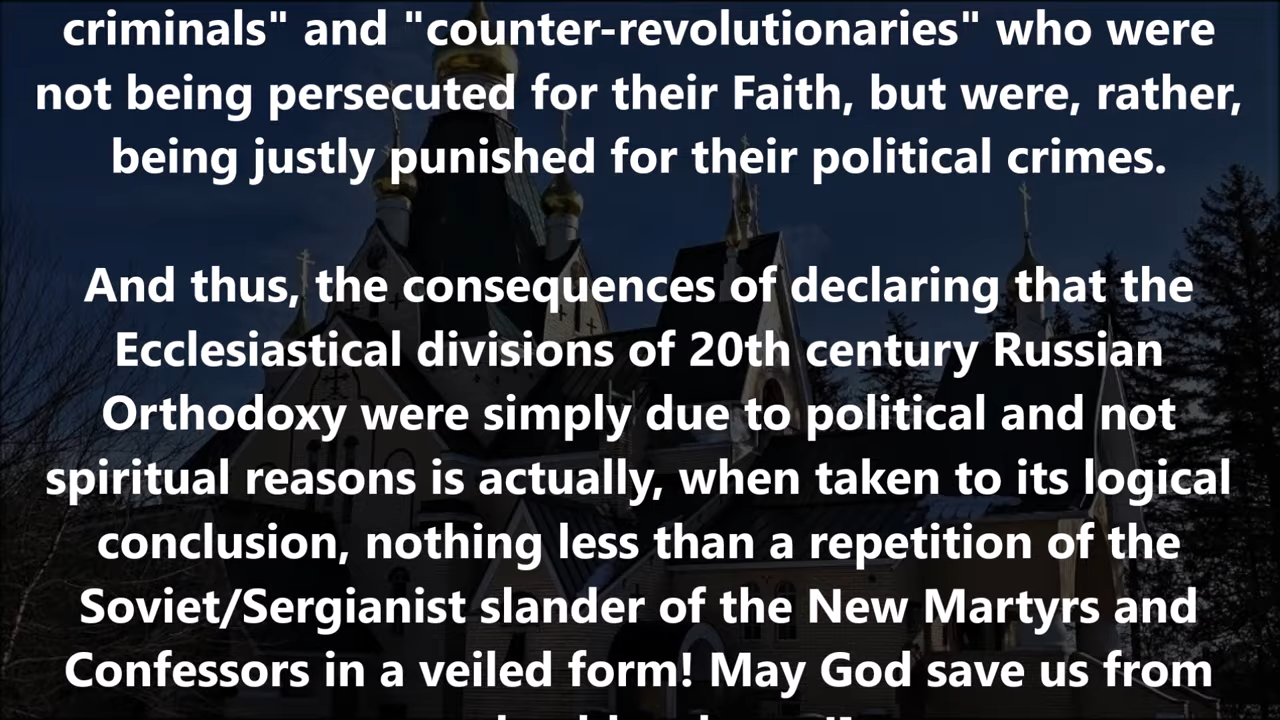 criminals" and "counter-revolutionaries" who were
not being persecuted for their Faith, but were, rather,
being justly punished for their political crimes.
And thus, the consequences of declaring that the
Ecclesiastical divisions of 20th century Russian
Orthodoxy were simply due to political and not
spiritual reasons is actually, when taken to its logical
conclusion, nothing less than a repetition of the
Soviet/Sergianist slander of the New Martyrs and
Confessors in a veiled form! May God save us from